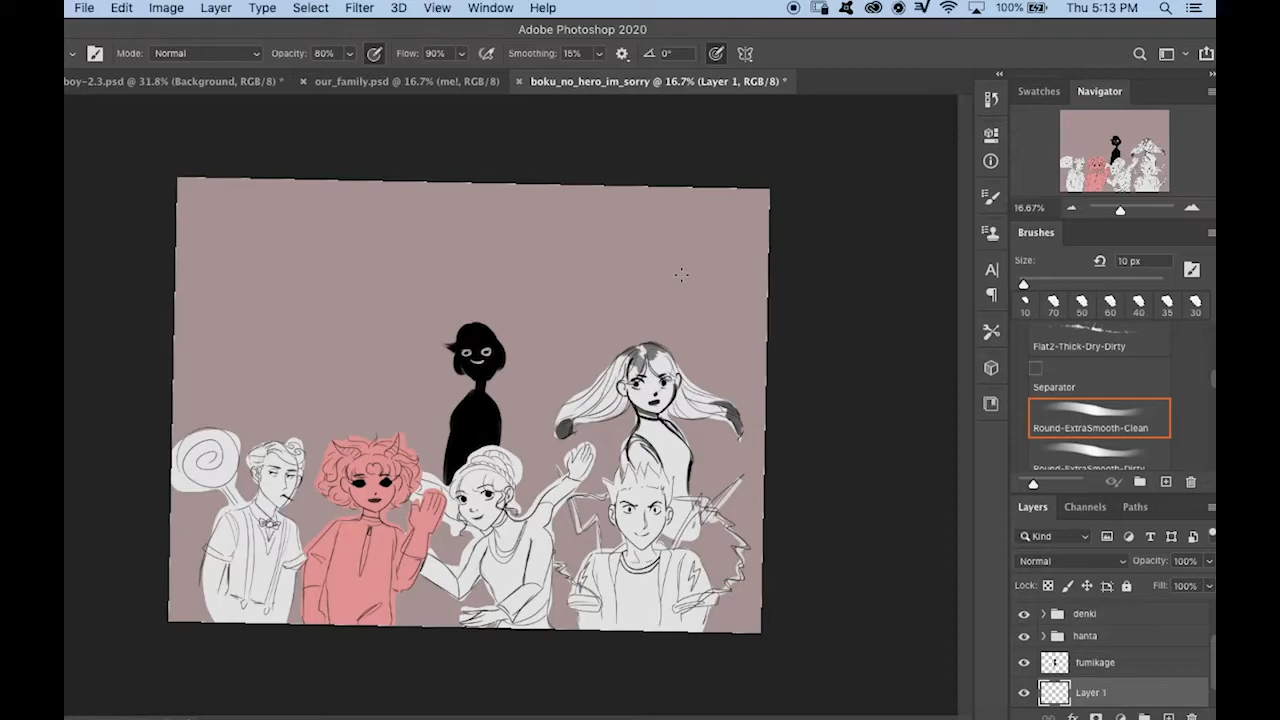 File Edit Image Layer Type Select Filter 3D View Window Help 100% Thu 5:13 PM
Adobe Photoshop 2020
Mode: Normal Opacity: 80% Flow: 90% Smoothing: 15% 0°
boy-2.3.psd @ 31.8% (Background, RGB/8) * × our_family.psd @ 16.7% (me!, RGB/8) × boku_no_hero_im_sorry @ 16.7% (Layer 1, RGB/8) *
Swatches Navigator
16.67%
Brushes
Size: 10 px
10 70 50 60 40 35 30
Flat2-Thick-Dry-Dirty
Separator
Round-ExtraSmooth-Clean
Round-ExtraSmooth-Dirty
Layers Channels Paths
Kind
Normal Opacity: 100%
Lock: Fill: 100%
denki
hanta
fumikage
Layer 1
fx